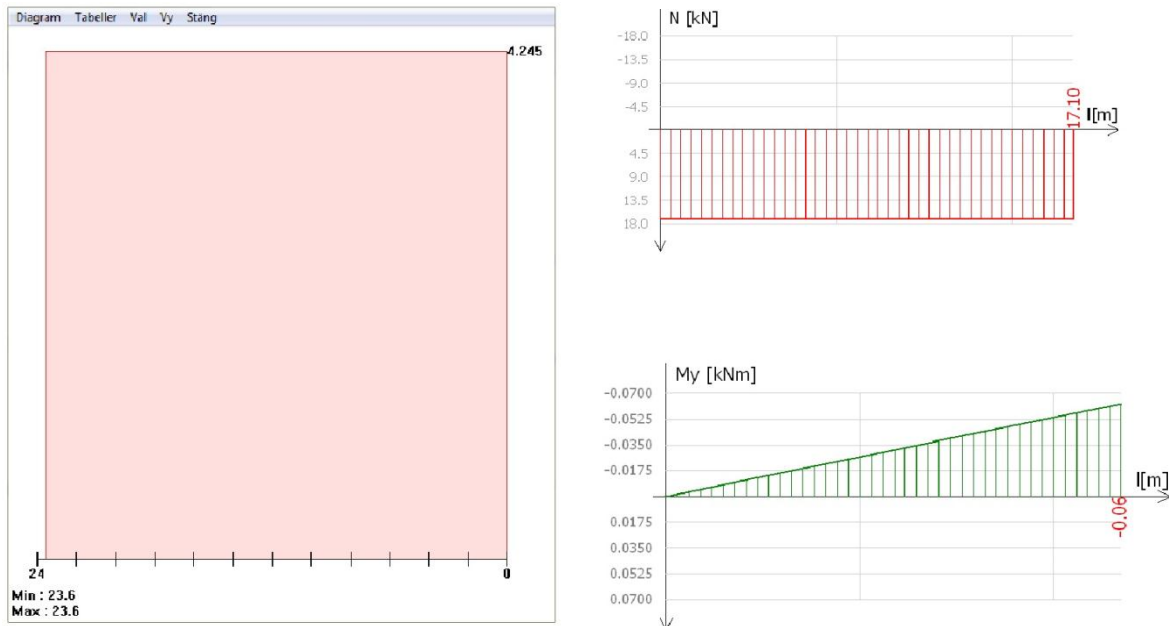 Diagram Tabeller Val Vy Stäng
4.245
24 0
Min : 23.6
Max : 23.6
N [kN]
-18.0
-13.5
-9.0
-4.5
17.10
l[m]
4.5
9.0
13.5
18.0
My [kNm]
-0.0700
-0.0525
-0.0350
-0.0175
l[m]
-0.06
0.0175
0.0350
0.0525
0.0700